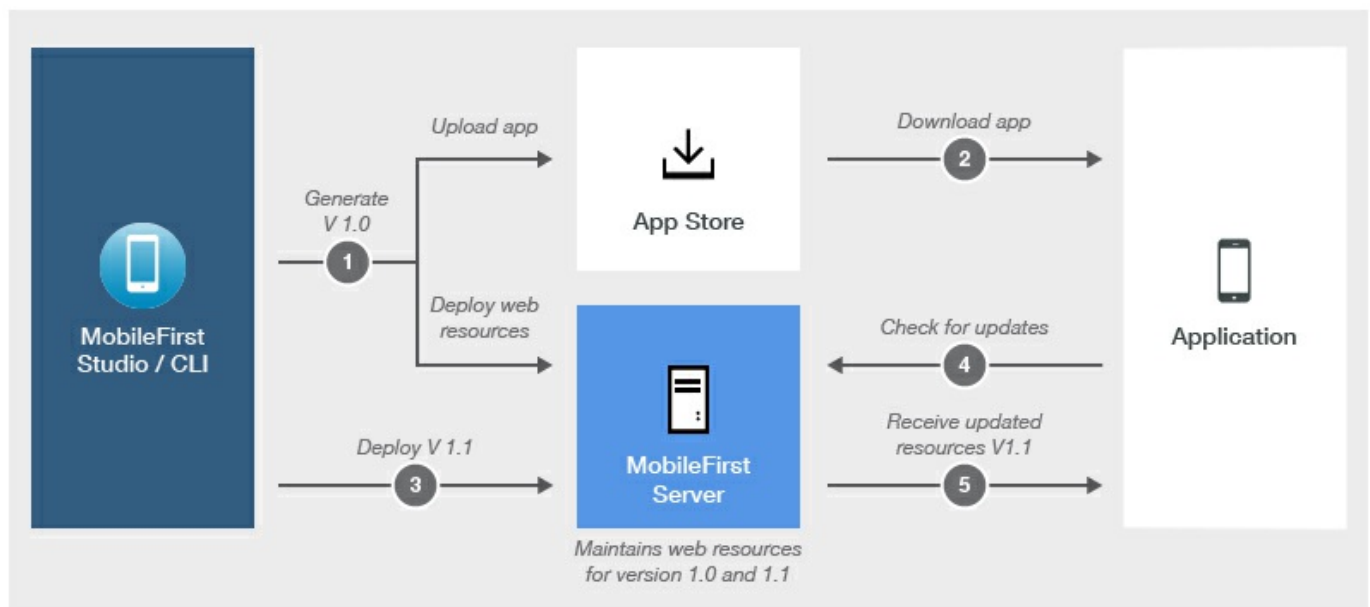 Upload app
Generate
V 1.0
1
Deploy web
resources
MobileFirst
Studio / CLI
Deploy V 1.1
3
App Store
MobileFirst
Server
Maintains web resources
for version 1.0 and 1.1
Download app
2
Check for updates
4
Receive updated
resources V1.1
5
Application